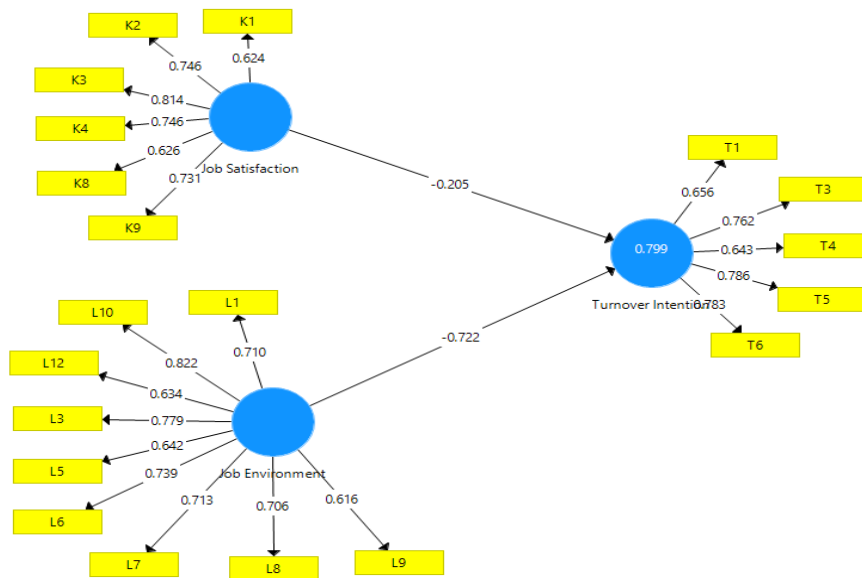 K2
K1
0.746
0.624
K3
0.814
K4
0.746
0.626
K8
0.731
K9
Job Satisfaction
-0.205
T1
0.656
T3
0.762
0.799
0.643
T4
0.786
T5
Turnover Intention
0.783
T6
-0.722
L10
L1
0.822
0.710
L12
0.634
L3
0.779
0.642
L5
0.739
Job Environment
L6
0.713
0.706
0.616
L7
L8
L9